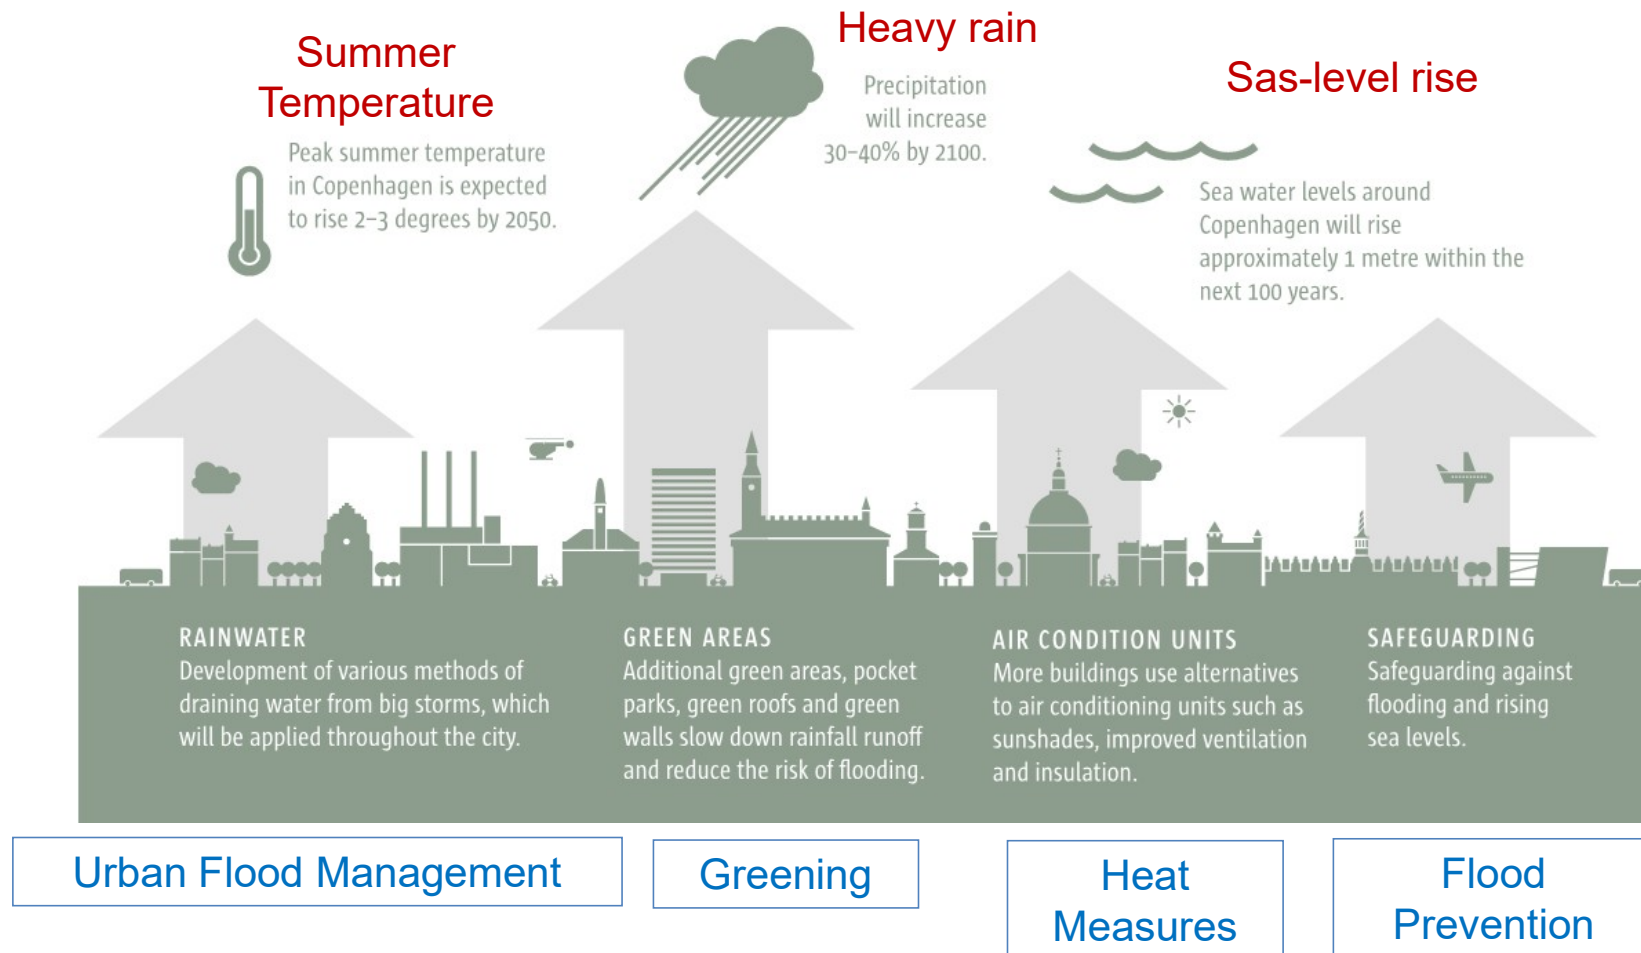 Summer
Temperature
Peak summer temperature
in Copenhagen is expected
to rise 2–3 degrees by 2050.
Heavy rain
Precipitation
will increase
30–40% by 2100.
Sas-level rise
Sea water levels around
Copenhagen will rise
approximately 1 metre within the
next 100 years.
RAINWATER
Development of various methods of
draining water from big storms, which
will be applied throughout the city.
GREEN AREAS
Additional green areas, pocket
parks, green roofs and green
walls slow down rainfall runoff
and reduce the risk of flooding.
AIR CONDITION UNITS
More buildings use alternatives
to air conditioning units such as
sunshades, improved ventilation
and insulation.
SAFEGUARDING
Safeguarding against
flooding and rising
sea levels.
Urban Flood Management
Greening
Heat
Measures
Flood
Prevention